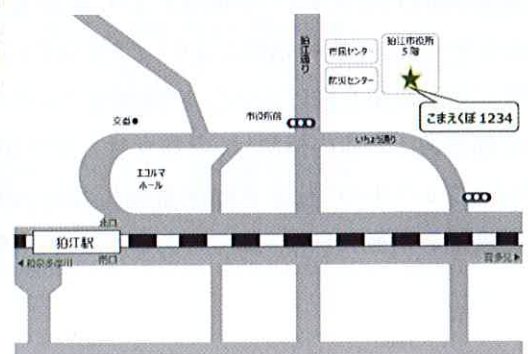 狛江通り
市民センター
狛江市役所
5階
防災センター
こまえくぼ 1234
交番●
市役所前
いちょう通り
エコルマ
ホール
北口
狛江駅
南口
◀和泉多摩川
喜多見▶